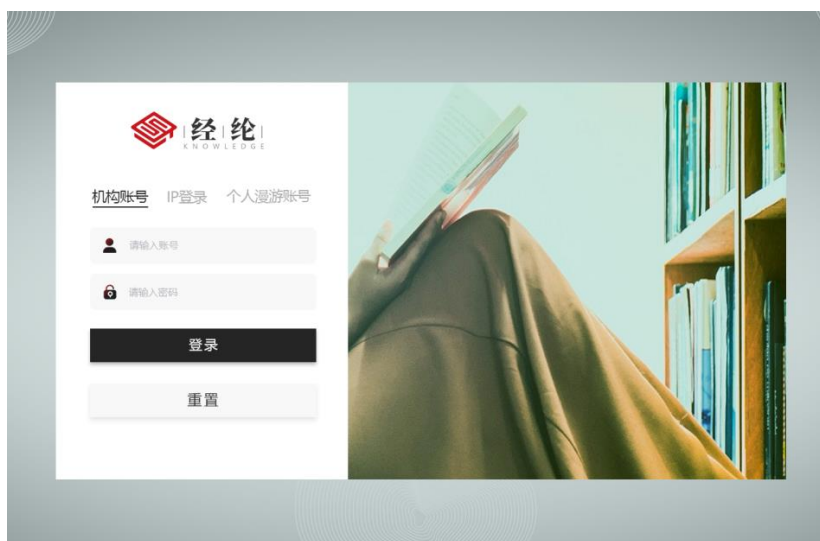 经纶
KNOWLEDGE
机构账号 IP登录 个人漫游账号
请输入账号
请输入密码
登录
重置